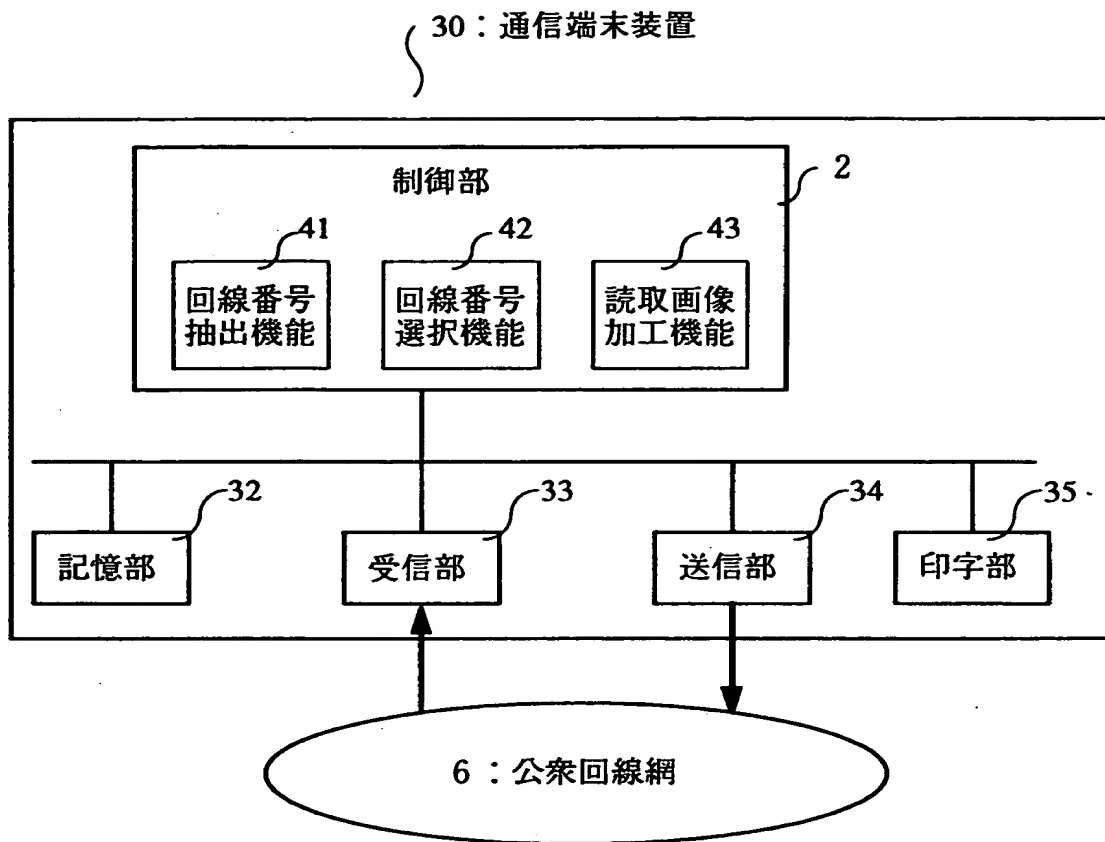 30：通信端末装置
2
制御部
41
42
43
回線番号
抽出機能
回線番号
選択機能
読取画像
加工機能
32
33
34
35
記憶部
受信部
送信部
印字部
6：公衆回線網